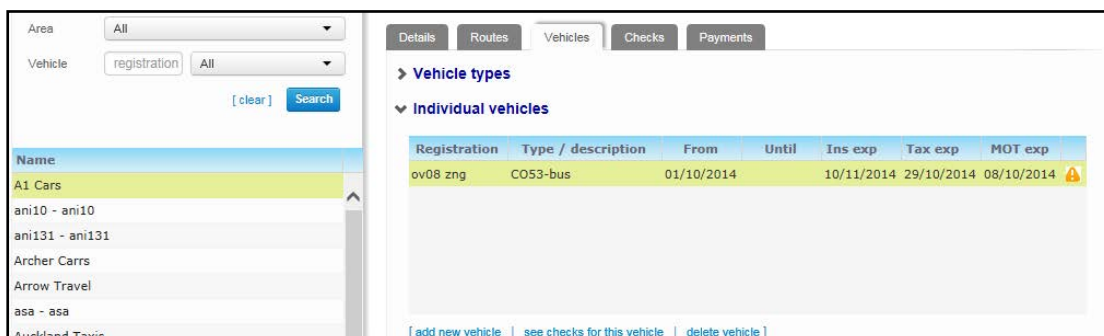 Area All
Vehicle registration All
[ clear ] Search
Name
A1 Cars
ani10 - ani10
ani131 - ani131
Archer Carrs
Arrow Travel
asa - asa
Auckland Taxis
Details Routes Vehicles Checks Payments
Vehicle types
Individual vehicles
Registration Type / description From Until Ins exp Tax exp MOT exp
ov08 zng CO53-bus 01/10/2014 10/11/2014 29/10/2014 08/10/2014
[ add new vehicle | see checks for this vehicle | delete vehicle ]